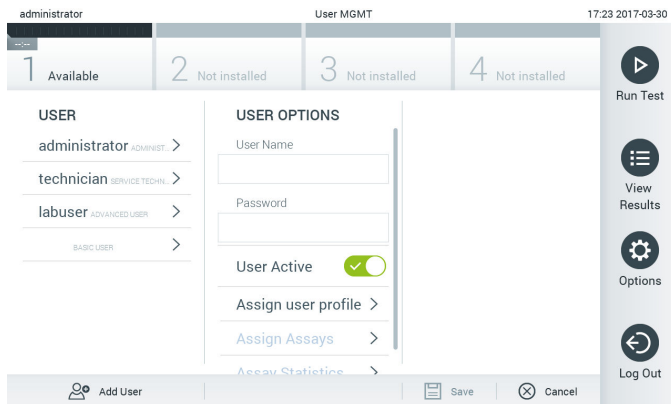 administrator User MGMT 17:23 2017-03-30
--:--
1 Available 2 Not installed 3 Not installed 4 Not installed
USER
administrator ADMINIST...
technician SERVICE TECHN...
labuser ADVANCED USER
BASIC USER
USER OPTIONS
User Name
Password
User Active
Assign user profile
Assign Assays
Assay Statistics
Run Test
View
Results
Options
Log Out
Add User Save Cancel